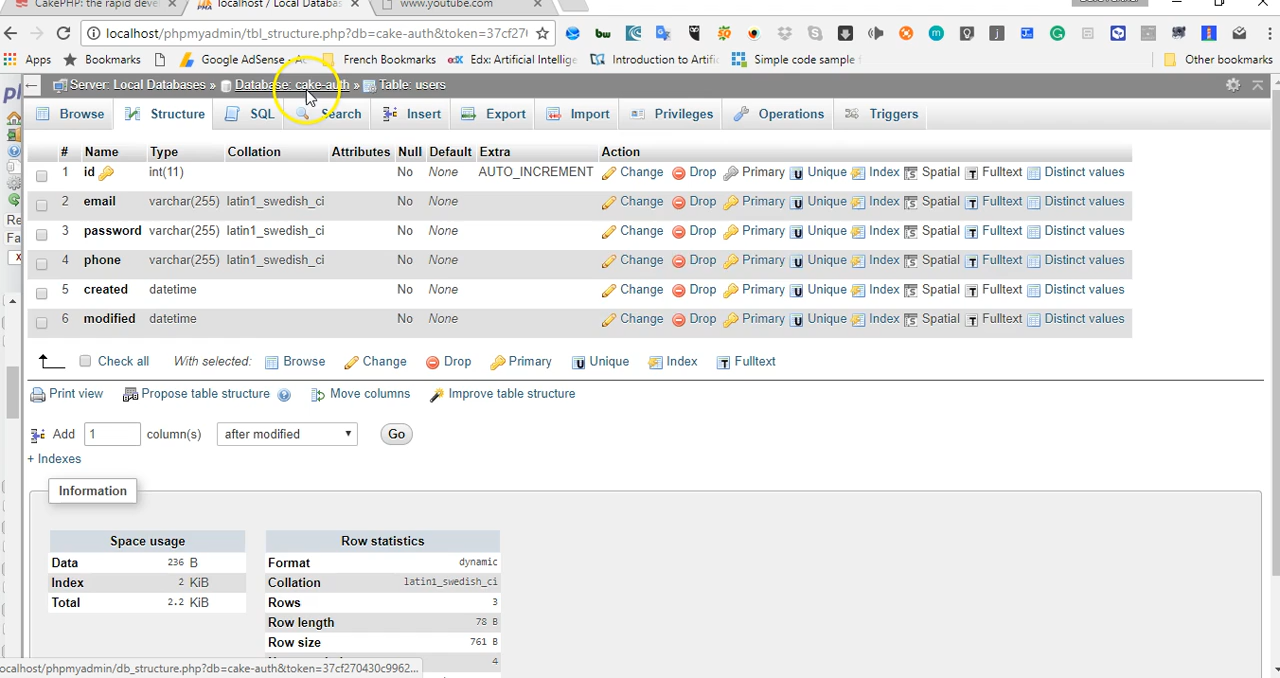 CakePHP: the rapid deve
localhost / Local Databas
www.youtube.com
localhost/phpmyadmin/tbl_structure.php?db=cake-auth&token=37cf27(
Apps Bookmarks Google AdSense - A French Bookmarks Edx: Artificial Intellige Introduction to Artific Simple code sample Other bookmarks
Server: Local Databases » Database: cake-auth » Table: users
Browse Structure SQL Search Insert Export Import Privileges Operations Triggers
# Name Type Collation Attributes Null Default Extra Action
1 id int(11) No None AUTO_INCREMENT Change Drop Primary Unique Index Spatial Fulltext Distinct values
2 email varchar(255) latin1_swedish_ci No None Change Drop Primary Unique Index Spatial Fulltext Distinct values
3 password varchar(255) latin1_swedish_ci No None Change Drop Primary Unique Index Spatial Fulltext Distinct values
4 phone varchar(255) latin1_swedish_ci No None Change Drop Primary Unique Index Spatial Fulltext Distinct values
5 created datetime No None Change Drop Primary Unique Index Spatial Fulltext Distinct values
6 modified datetime No None Change Drop Primary Unique Index Spatial Fulltext Distinct values
Check all With selected: Browse Change Drop Primary Unique Index Fulltext
Print view Propose table structure Move columns Improve table structure
Add 1 column(s) after modified Go
+ Indexes
Information
Space usage
Data 236 B
Index 2 KiB
Total 2.2 KiB
Row statistics
Format dynamic
Collation latin1_swedish_ci
Rows 3
Row length 78 B
Row size 761 B
4
ocalhost/phpmyadmin/db_structure.php?db=cake-auth&token=37cf270430c9962...